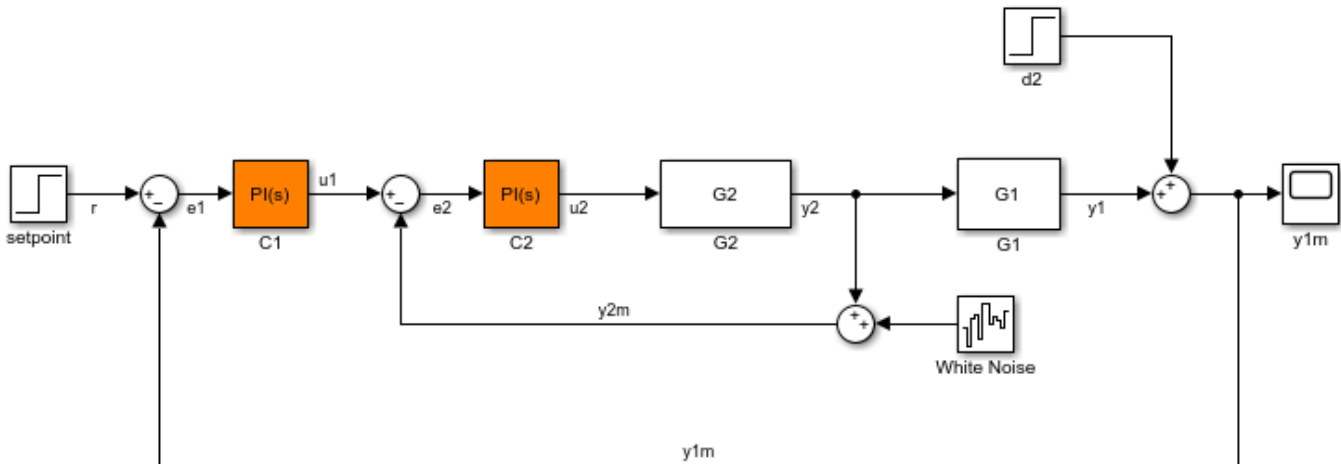 d2
PI(s)
u1
PI(s)
G2
G1
r
e1
e2
u2
y2
y1
setpoint
C1
C2
G2
G1
y1m
y2m
White Noise
y1m